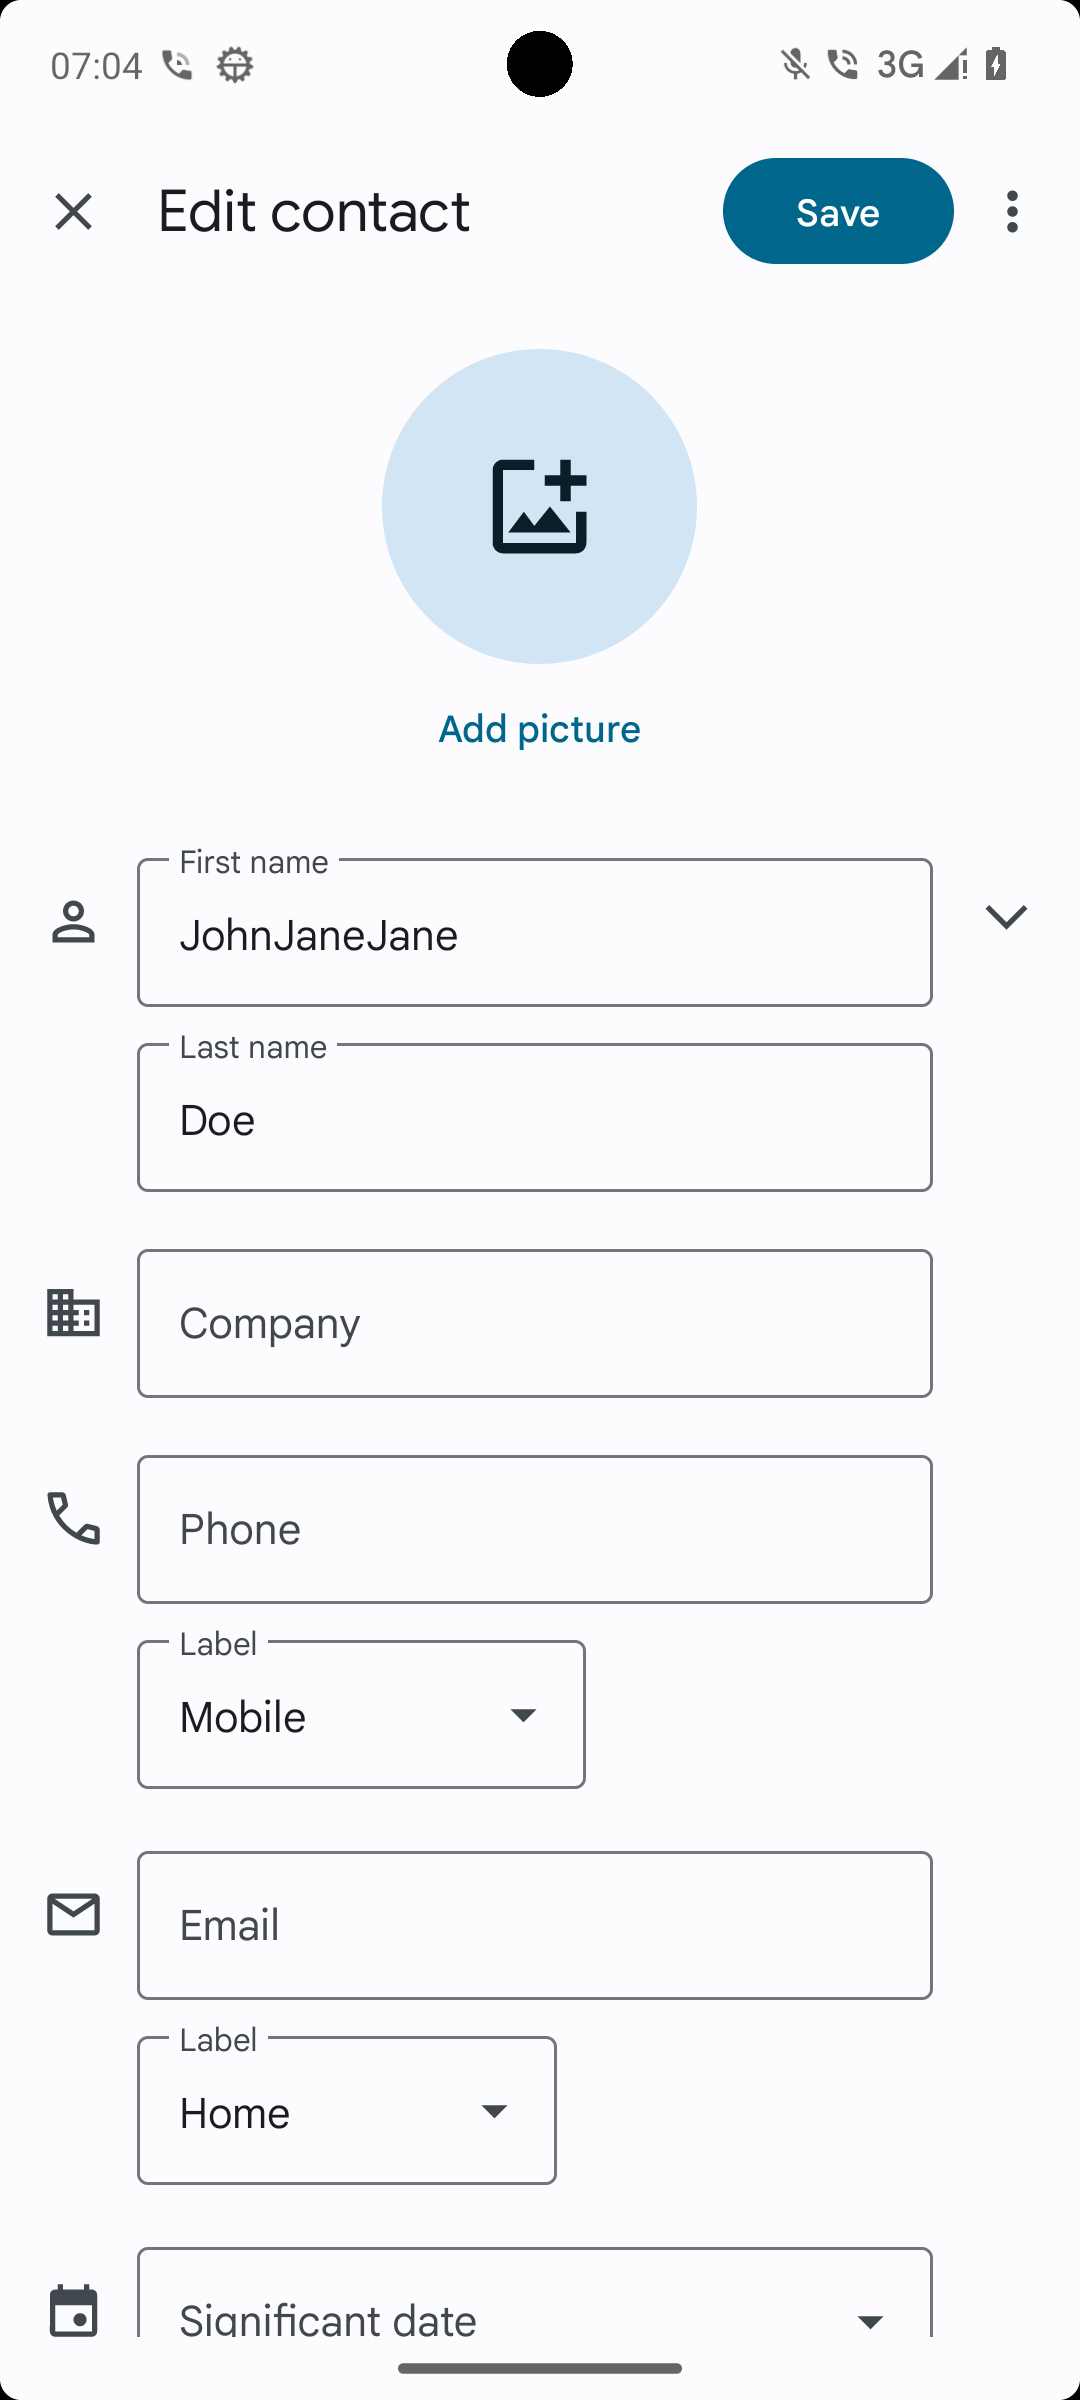 07:04
3G
Edit contact
Save
Add picture
First name
JohnJaneJane
Last name
Doe
Company
Phone
Label
Mobile
Email
Label
Home
Significant date